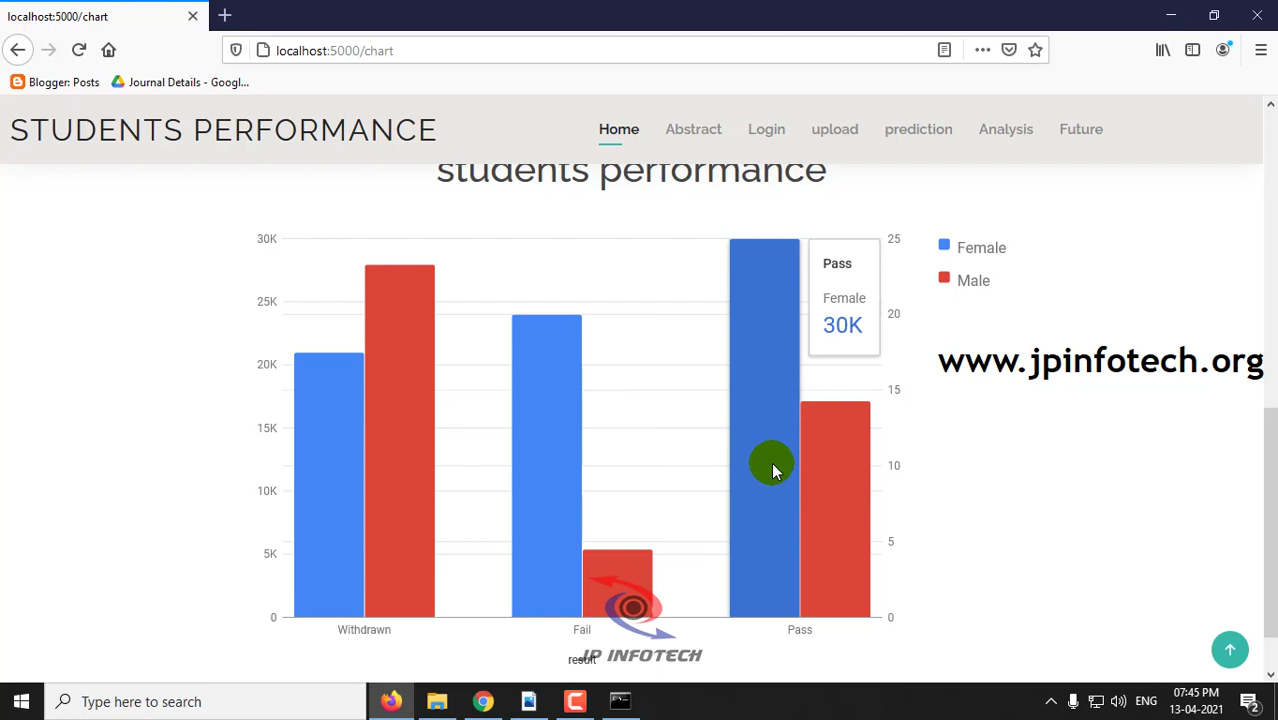 localhost:5000/chart
localhost:5000/chart
Blogger: Posts
Journal Details - Googl...
STUDENTS PERFORMANCE
Home
Abstract
Login
upload
prediction
Analysis
Future
students performance
30K
25K
20K
15K
10K
5K
0
25
20
15
10
5
0
Pass
Female
30K
Female
Male
www.jpinfotech.org
Withdrawn
Fail
Pass
result
JP INFOTECH
Type here to search
ENG
07:45 PM
13-04-2021
2